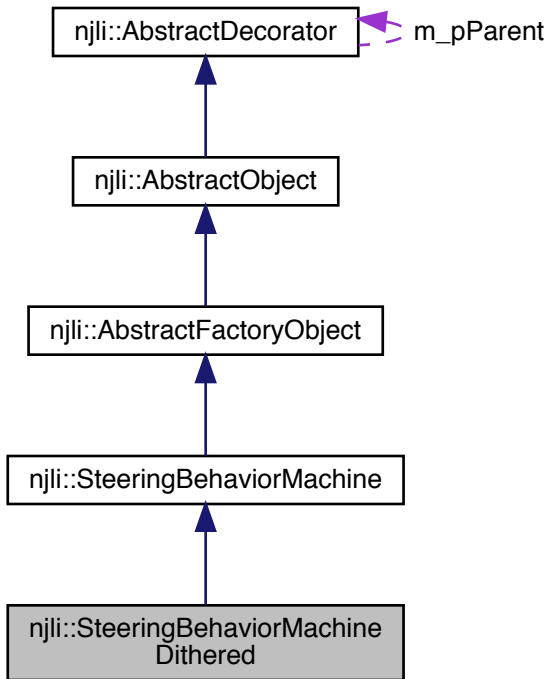 njli::AbstractDecorator
m_pParent
njli::AbstractObject
njli::AbstractFactoryObject
njli::SteeringBehaviorMachine
njli::SteeringBehaviorMachine
Dithered